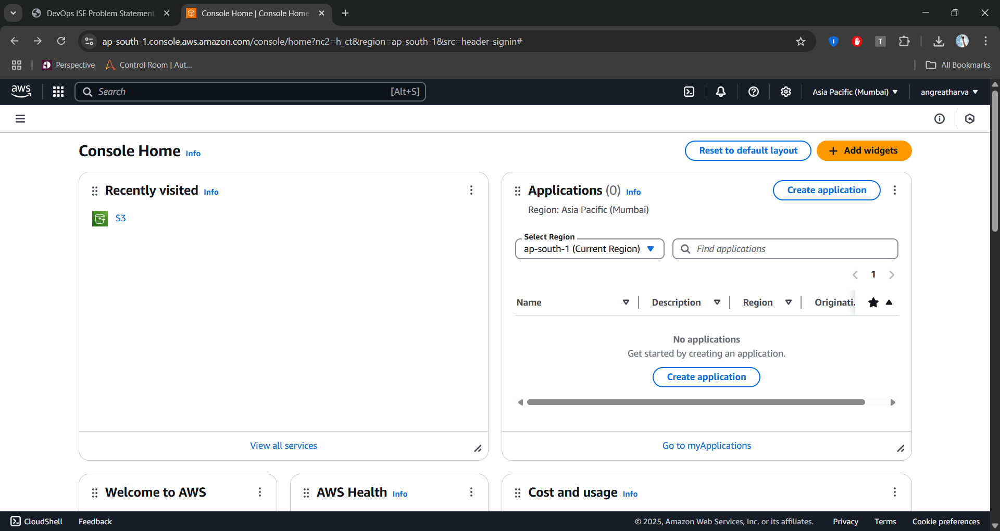 DevOps ISE Problem Statement
Console Home | Console Home
ap-south-1.console.aws.amazon.com/console/home?nc2=h_ct&region=ap-south-1&src=header-signin#
T
Perspective
Control Room | Aut...
All Bookmarks
aws
Search
[Alt+S]
Asia Pacific (Mumbai)
angreatharva
Console Home Info
Reset to default layout
Add widgets
Recently visited Info
S3
View all services
Applications (0) Info
Create application
Region: Asia Pacific (Mumbai)
Select Region
ap-south-1 (Current Region)
Find applications
1
Name
Description
Region
Originati.
No applications
Get started by creating an application.
Create application
Go to myApplications
Welcome to AWS
AWS Health Info
Cost and usage Info
CloudShell
Feedback
© 2025, Amazon Web Services, Inc. or its affiliates.
Privacy
Terms
Cookie preferences